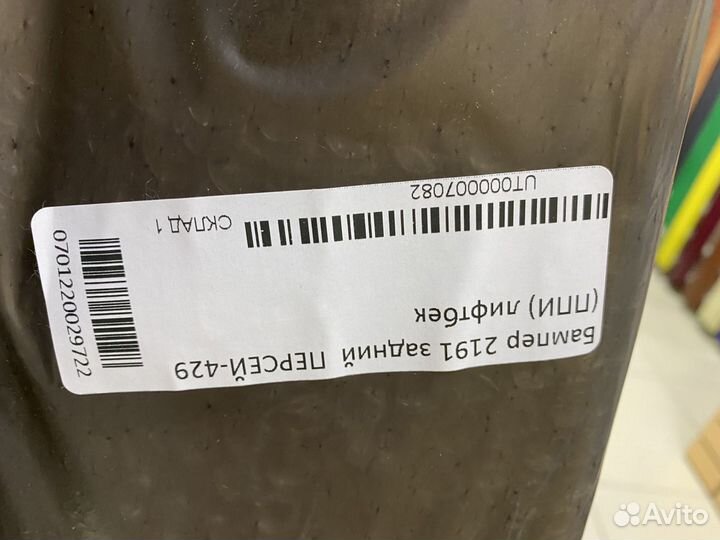 Бампер 2191 задний ПЕРСЕЙ-429
(ППИ) лифтбек
UT000007082
СКЛАД 1
0701220029722
Avito